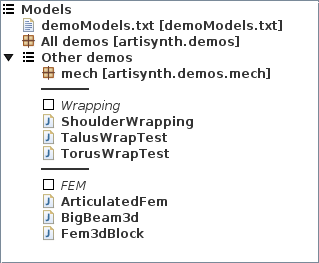 Models
demoModels.txt [demoModels.txt]
All demos [artisynth.demos]
Other demos
mech [artisynth.demos.mech]
Wrapping
ShoulderWrapping
TalusWrapTest
TorusWrapTest
FEM
ArticulatedFem
BigBeam3d
Fem3dBlock